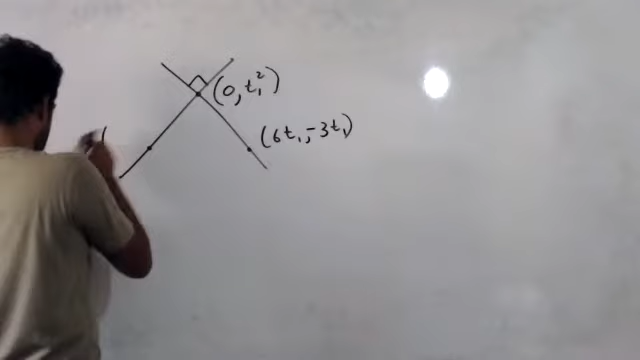 (0, t₁²)
(6t₁, -3t₁)
(